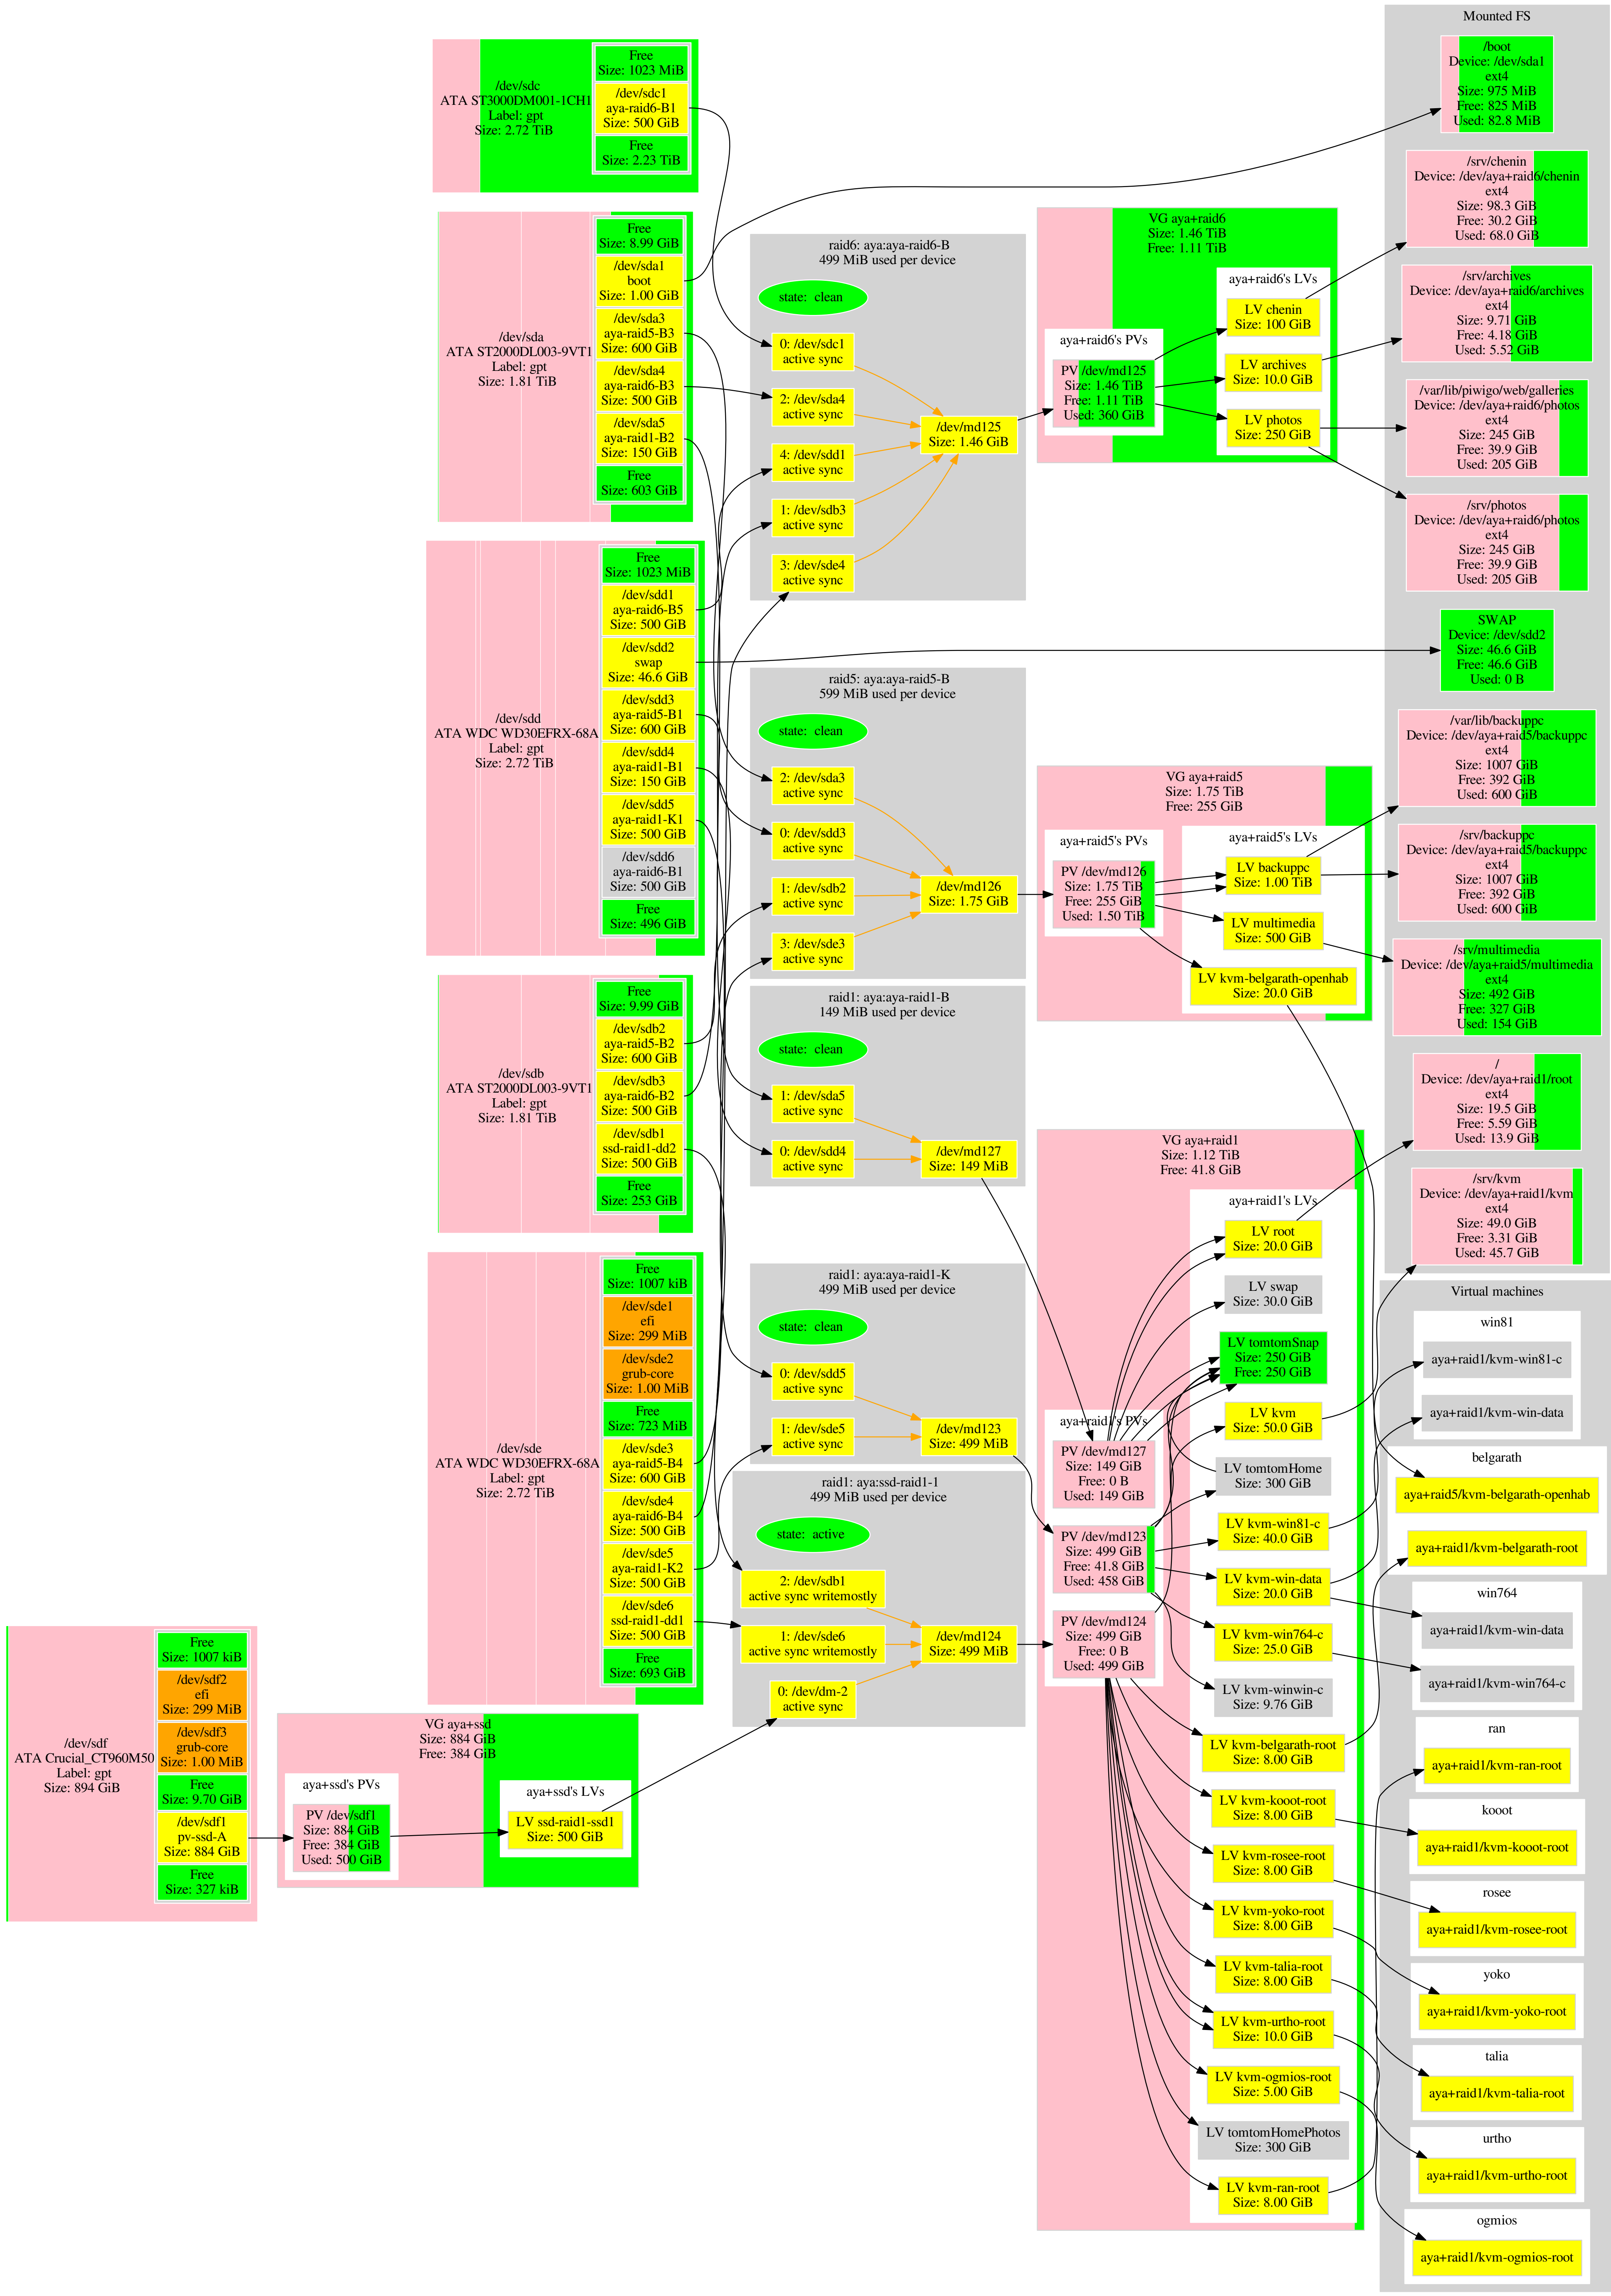 /dev/sdc
ATA ST3000DM001-1CH1
Label: gpt
Size: 2.72 TiB
Free
Size: 1023 MiB
/dev/sdc1
aya-raid6-B1
Size: 500 GiB
Free
Size: 2.23 TiB
/dev/sda
ATA ST2000DL003-9VT1
Label: gpt
Size: 1.81 TiB
Free
Size: 8.99 GiB
/dev/sda1
boot
Size: 1.00 GiB
/dev/sda3
aya-raid5-B3
Size: 600 GiB
/dev/sda4
aya-raid6-B3
Size: 500 GiB
/dev/sda5
aya-raid1-B2
Size: 150 GiB
Free
Size: 603 GiB
/dev/sdd
ATA WDC WD30EFRX-68A
Label: gpt
Size: 2.72 TiB
Free
Size: 1023 MiB
/dev/sdd1
aya-raid6-B5
Size: 500 GiB
/dev/sdd2
swap
Size: 46.6 GiB
/dev/sdd3
aya-raid5-B1
Size: 600 GiB
/dev/sdd4
aya-raid1-B1
Size: 150 GiB
/dev/sdd5
aya-raid1-K1
Size: 500 GiB
/dev/sdd6
aya-raid6-B1
Size: 500 GiB
Free
Size: 496 GiB
/dev/sdb
ATA ST2000DL003-9VT1
Label: gpt
Size: 1.81 TiB
Free
Size: 9.99 GiB
/dev/sdb2
aya-raid5-B2
Size: 600 GiB
/dev/sdb3
aya-raid6-B2
Size: 500 GiB
/dev/sdb1
ssd-raid1-dd2
Size: 500 GiB
Free
Size: 253 GiB
/dev/sde
ATA WDC WD30EFRX-68A
Label: gpt
Size: 2.72 TiB
Free
Size: 1007 kiB
/dev/sde1
efi
Size: 299 MiB
/dev/sde2
grub-core
Size: 1.00 MiB
Free
Size: 723 MiB
/dev/sde3
aya-raid5-B4
Size: 600 GiB
/dev/sde4
aya-raid6-B4
Size: 500 GiB
/dev/sde5
aya-raid1-K2
Size: 500 GiB
/dev/sde6
ssd-raid1-dd1
Size: 500 GiB
Free
Size: 693 GiB
/dev/sdf
ATA Crucial_CT960M50
Label: gpt
Size: 894 GiB
Free
Size: 1007 kiB
/dev/sdf2
efi
Size: 299 MiB
/dev/sdf3
grub-core
Size: 1.00 MiB
Free
Size: 9.70 GiB
/dev/sdf1
pv-ssd-A
Size: 884 GiB
Free
Size: 327 kiB
VG aya+ssd
Size: 884 GiB
Free: 384 GiB
aya+ssd's PVs
PV /dev/sdf1
Size: 884 GiB
Free: 384 GiB
Used: 500 GiB
aya+ssd's LVs
LV ssd-raid1-ssd1
Size: 500 GiB
raid6: aya:aya-raid6-B
499 MiB used per device
state: clean
0: /dev/sdc1
active sync
2: /dev/sda4
active sync
4: /dev/sdd1
active sync
1: /dev/sdb3
active sync
3: /dev/sde4
active sync
/dev/md125
Size: 1.46 GiB
raid5: aya:aya-raid5-B
599 MiB used per device
state: clean
2: /dev/sda3
active sync
0: /dev/sdd3
active sync
1: /dev/sdb2
active sync
3: /dev/sde3
active sync
/dev/md126
Size: 1.75 GiB
raid1: aya:aya-raid1-B
149 MiB used per device
state: clean
1: /dev/sda5
active sync
0: /dev/sdd4
active sync
/dev/md127
Size: 149 MiB
raid1: aya:aya-raid1-K
499 MiB used per device
state: clean
0: /dev/sdd5
active sync
1: /dev/sde5
active sync
/dev/md123
Size: 499 MiB
raid1: aya:ssd-raid1-1
499 MiB used per device
state: active
2: /dev/sdb1
active sync writemostly
1: /dev/sde6
active sync writemostly
0: /dev/dm-2
active sync
/dev/md124
Size: 499 MiB
VG aya+raid6
Size: 1.46 TiB
Free: 1.11 TiB
aya+raid6's PVs
PV /dev/md125
Size: 1.46 TiB
Free: 1.11 TiB
Used: 360 GiB
aya+raid6's LVs
LV chenin
Size: 100 GiB
LV archives
Size: 10.0 GiB
LV photos
Size: 250 GiB
VG aya+raid5
Size: 1.75 TiB
Free: 255 GiB
aya+raid5's PVs
PV /dev/md126
Size: 1.75 TiB
Free: 255 GiB
Used: 1.50 TiB
aya+raid5's LVs
LV backuppc
Size: 1.00 TiB
LV multimedia
Size: 500 GiB
LV kvm-belgarath-openhab
Size: 20.0 GiB
VG aya+raid1
Size: 1.12 TiB
Free: 41.8 GiB
aya+raid1's PVs
PV /dev/md127
Size: 149 GiB
Free: 0 B
Used: 149 GiB
PV /dev/md123
Size: 499 GiB
Free: 41.8 GiB
Used: 458 GiB
PV /dev/md124
Size: 499 GiB
Free: 0 B
Used: 499 GiB
aya+raid1's LVs
LV root
Size: 20.0 GiB
LV swap
Size: 30.0 GiB
LV tomtomSnap
Size: 250 GiB
Free: 250 GiB
LV kvm
Size: 50.0 GiB
LV tomtomHome
Size: 300 GiB
LV kvm-win81-c
Size: 40.0 GiB
LV kvm-win-data
Size: 20.0 GiB
LV kvm-win764-c
Size: 25.0 GiB
LV kvm-winwin-c
Size: 9.76 GiB
LV kvm-belgarath-root
Size: 8.00 GiB
LV kvm-kooot-root
Size: 8.00 GiB
LV kvm-rosee-root
Size: 8.00 GiB
LV kvm-yoko-root
Size: 8.00 GiB
LV kvm-talia-root
Size: 8.00 GiB
LV kvm-urtho-root
Size: 10.0 GiB
LV kvm-ogmios-root
Size: 5.00 GiB
LV tomtomHomePhotos
Size: 300 GiB
LV kvm-ran-root
Size: 8.00 GiB
Mounted FS
/boot
Device: /dev/sda1
ext4
Size: 975 MiB
Free: 825 MiB
Used: 82.8 MiB
/srv/chenin
Device: /dev/aya+raid6/chenin
ext4
Size: 98.3 GiB
Free: 30.2 GiB
Used: 68.0 GiB
/srv/archives
Device: /dev/aya+raid6/archives
ext4
Size: 9.71 GiB
Free: 4.18 GiB
Used: 5.52 GiB
/var/lib/piwigo/web/galleries
Device: /dev/aya+raid6/photos
ext4
Size: 245 GiB
Free: 39.9 GiB
Used: 205 GiB
/srv/photos
Device: /dev/aya+raid6/photos
ext4
Size: 245 GiB
Free: 39.9 GiB
Used: 205 GiB
SWAP
Device: /dev/sdd2
Size: 46.6 GiB
Free: 46.6 GiB
Used: 0 B
/var/lib/backuppc
Device: /dev/aya+raid5/backuppc
ext4
Size: 1007 GiB
Free: 392 GiB
Used: 600 GiB
/srv/backuppc
Device: /dev/aya+raid5/backuppc
ext4
Size: 1007 GiB
Free: 392 GiB
Used: 600 GiB
/srv/multimedia
Device: /dev/aya+raid5/multimedia
ext4
Size: 492 GiB
Free: 327 GiB
Used: 154 GiB
/
Device: /dev/aya+raid1/root
ext4
Size: 19.5 GiB
Free: 5.59 GiB
Used: 13.9 GiB
/srv/kvm
Device: /dev/aya+raid1/kvm
ext4
Size: 49.0 GiB
Free: 3.31 GiB
Used: 45.7 GiB
Virtual machines
win81
aya+raid1/kvm-win81-c
aya+raid1/kvm-win-data
belgarath
aya+raid5/kvm-belgarath-openhab
aya+raid1/kvm-belgarath-root
win764
aya+raid1/kvm-win-data
aya+raid1/kvm-win764-c
ran
aya+raid1/kvm-ran-root
kooot
aya+raid1/kvm-kooot-root
rosee
aya+raid1/kvm-rosee-root
yoko
aya+raid1/kvm-yoko-root
talia
aya+raid1/kvm-talia-root
urtho
aya+raid1/kvm-urtho-root
ogmios
aya+raid1/kvm-ogmios-root